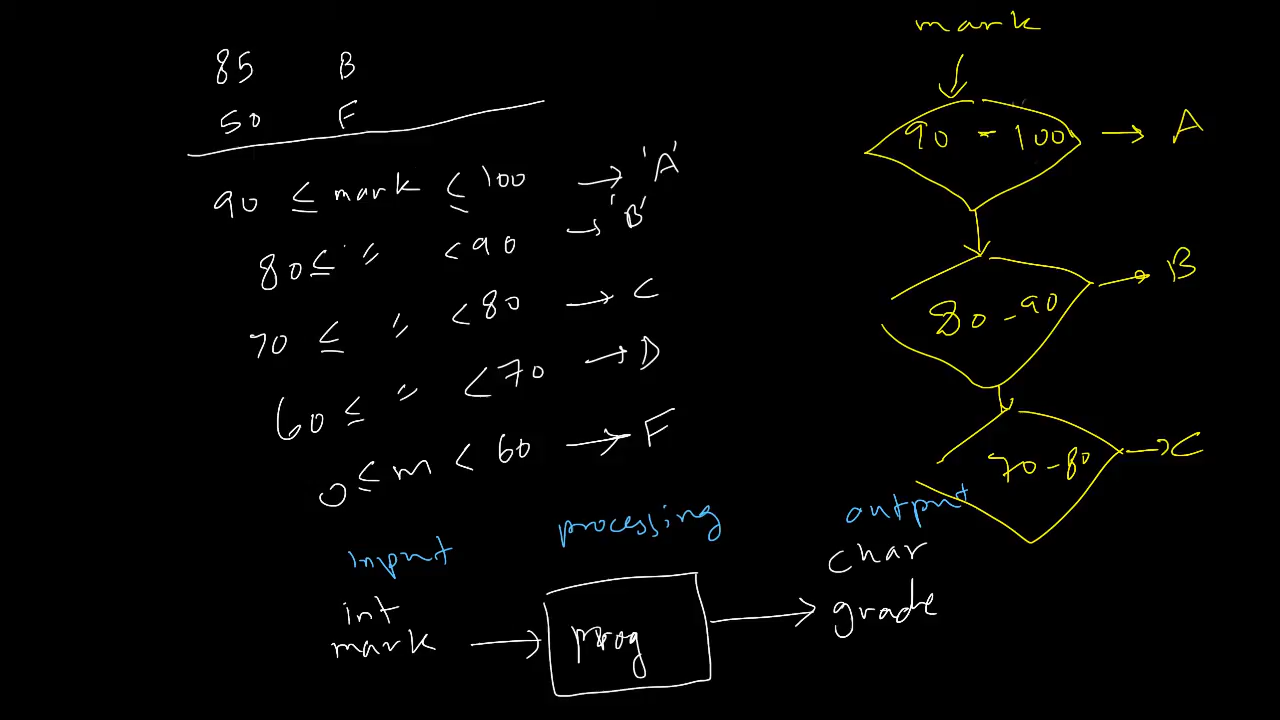 85 B
50 F
90 ≤ mark ≤ 100 → 'A'
80 ≤ " < 90 → 'B'
70 ≤ " < 80 → C
60 ≤ " < 70 → D
0 ≤ m < 60 → F
input processing output
int
mark → prog → char
grade
mark
90 - 100 → A
80 - 90 → B
70 - 80 → C